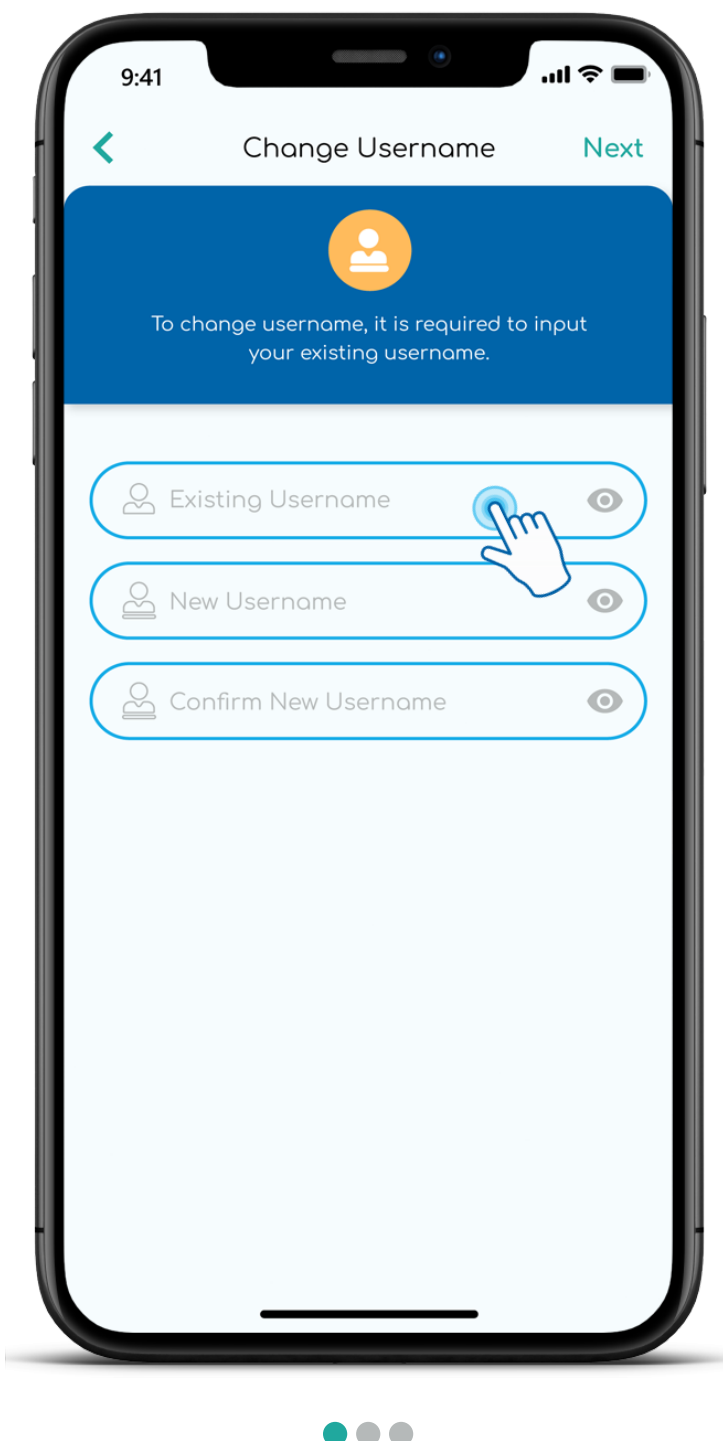 9:41
Change Username Next
To change username, it is required to input
your existing username.
Existing Username
New Username
Confirm New Username